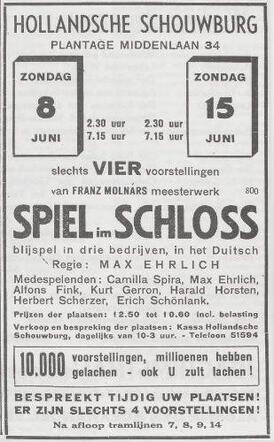 HOLLANDSCHE SCHOUWBURG
PLANTAGE MIDDENLAAN 34
ZONDAG
8
JUNI
2.30 uur
7.15 uur
2.30 uur
7.15 uur
ZONDAG
15
JUNI
slechts VIER voorstellingen
van FRANZ MOLNARS meesterwerk 800
SPIEL im SCHLOSS
blijspel in drie bedrijven, in het Duitsch
Regie: MAX EHRLICH
Medespelenden: Camilla Spira, Max Ehrlich,
Alfons Fink, Kurt Gerron, Harald Horsten,
Herbert Scherzer, Erich Schönlank.
Prijzen der plaatsen: f2.50 tot f0.60 incl. belasting
Verkoop en bespreking der plaatsen: Kassa Hollandsche
Schouwburg, dagelijks van 10-3 uur. - Telefoon 51594
10.000 voorstellingen, millioenen hebben
gelachen - ook U zult lachen!
BESPREEKT TIJDIG UW PLAATSEN!
ER ZIJN SLECHTS 4 VOORSTELLINGEN!
Na afloop tramlijnen 7, 8, 9, 14